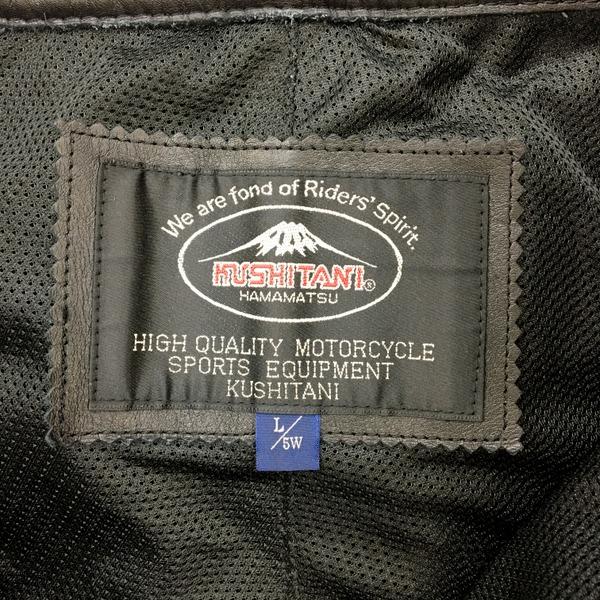 We are fond of Riders' Spirit.
KUSHITANI®
HAMAMATSU
HIGH QUALITY MOTORCYCLE
SPORTS EQUIPMENT
KUSHITANI
L/5W